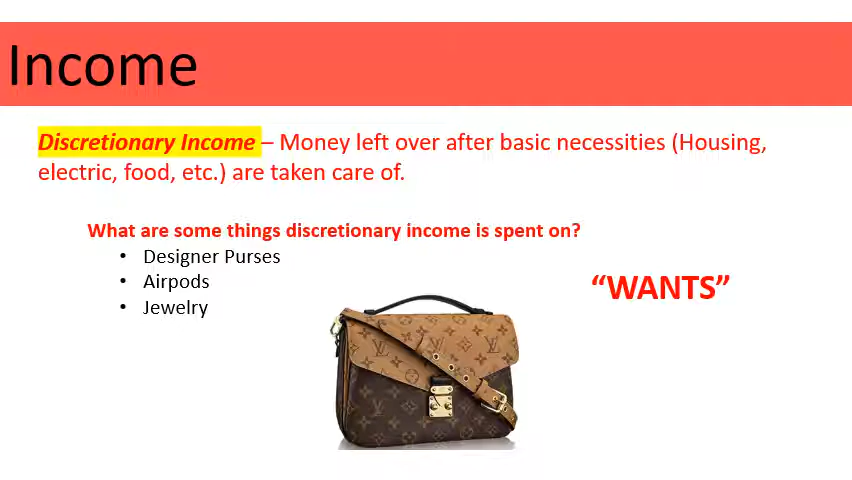 Income
Discretionary Income – Money left over after basic necessities (Housing,
electric, food, etc.) are taken care of.
What are some things discretionary income is spent on?
• Designer Purses
• Airpods
• Jewelry
“WANTS”